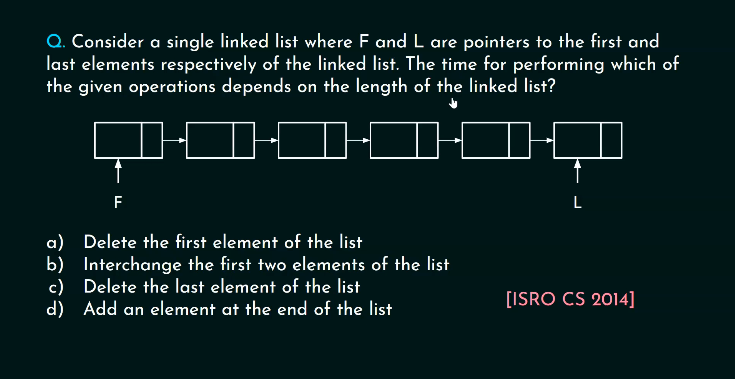 Q. Consider a single linked list where F and L are pointers to the first and
last elements respectively of the linked list. The time for performing which of
the given operations depends on the length of the linked list?
F
L
a) Delete the first element of the list
b) Interchange the first two elements of the list
c) Delete the last element of the list
d) Add an element at the end of the list
[ISRO CS 2014]